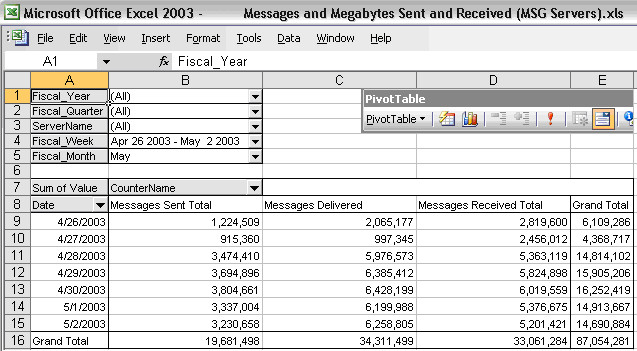 Microsoft Office Excel 2003 - Messages and Megabytes Sent and Received (MSG Servers).xls
File Edit View Insert Format Tools Data Window Help
A1 fx Fiscal_Year
A B C D E
1 Fiscal_Year (All)
PivotTable
2 Fiscal_Quarter (All)
PivotTable
3 ServerName (All)
4 Fiscal_Week Apr 26 2003 - May 2 2003
5 Fiscal_Month May
6
7 Sum of Value CounterName
8 Date Messages Sent Total Messages Delivered Messages Received Total Grand Total
9 4/26/2003 1,224,509 2,065,177 2,819,600 6,109,286
10 4/27/2003 915,360 997,345 2,456,012 4,368,717
11 4/28/2003 3,474,410 5,976,573 5,363,119 14,814,102
12 4/29/2003 3,694,896 6,385,412 5,824,898 15,905,206
13 4/30/2003 3,804,661 6,428,199 6,019,559 16,252,419
14 5/1/2003 3,337,004 6,199,988 5,376,675 14,913,667
15 5/2/2003 3,230,658 6,258,805 5,201,421 14,690,884
16 Grand Total 19,681,498 34,311,499 33,061,284 87,054,281